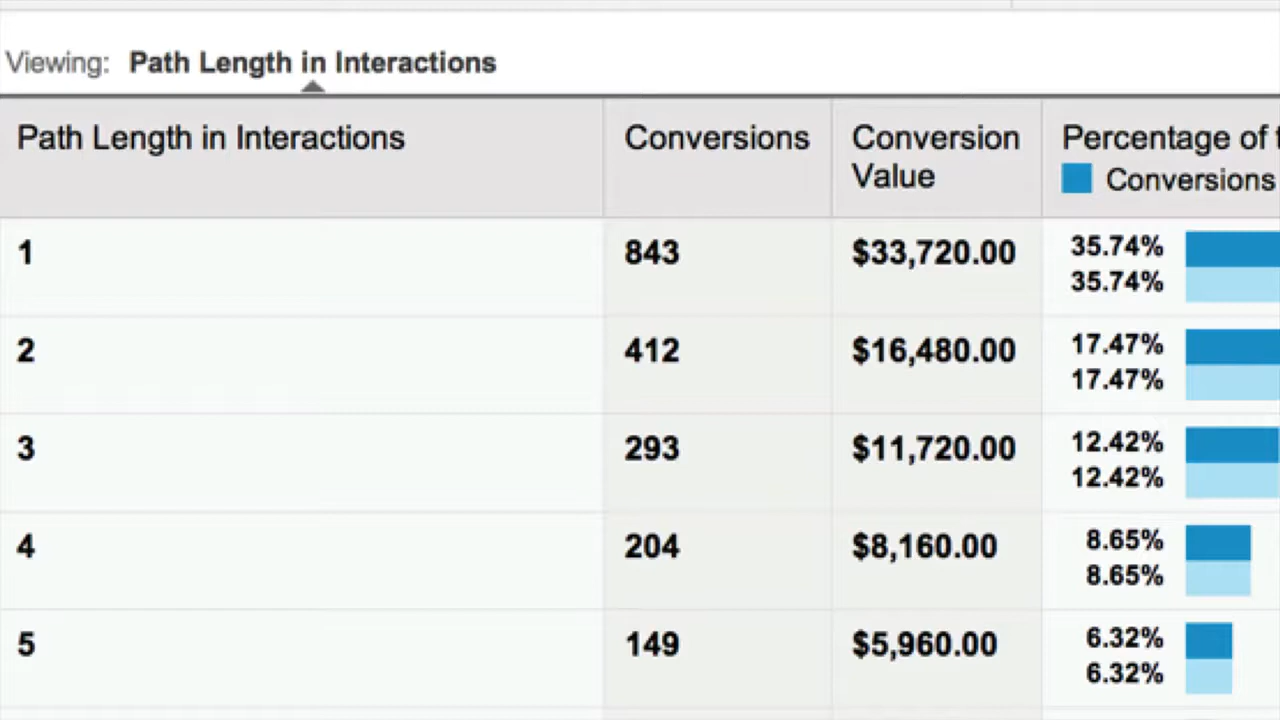 Viewing: Path Length in Interactions
Path Length in Interactions Conversions Conversion Value Percentage of
Conversions
1 843 $33,720.00 35.74%
35.74%
2 412 $16,480.00 17.47%
17.47%
3 293 $11,720.00 12.42%
12.42%
4 204 $8,160.00 8.65%
8.65%
5 149 $5,960.00 6.32%
6.32%